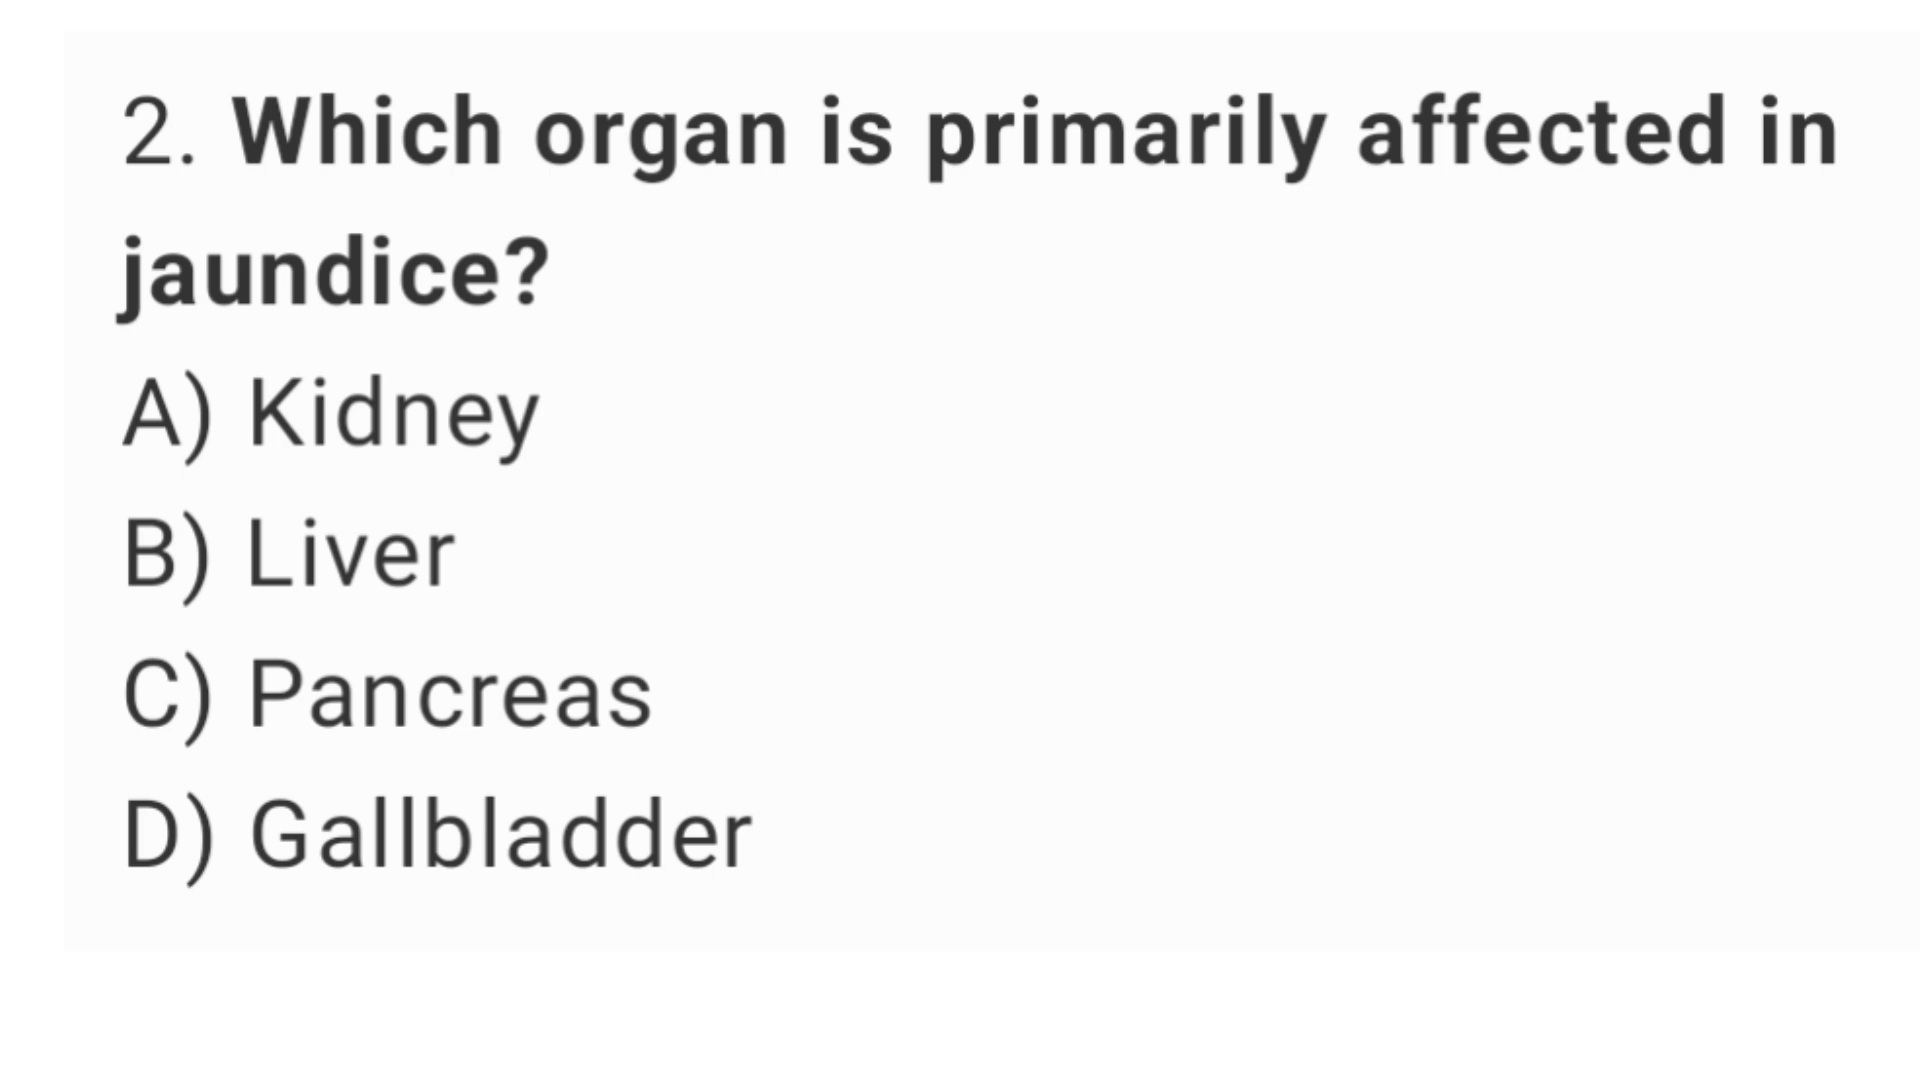 2. Which organ is primarily affected in
jaundice?
A) Kidney
B) Liver
C) Pancreas
D) Gallbladder